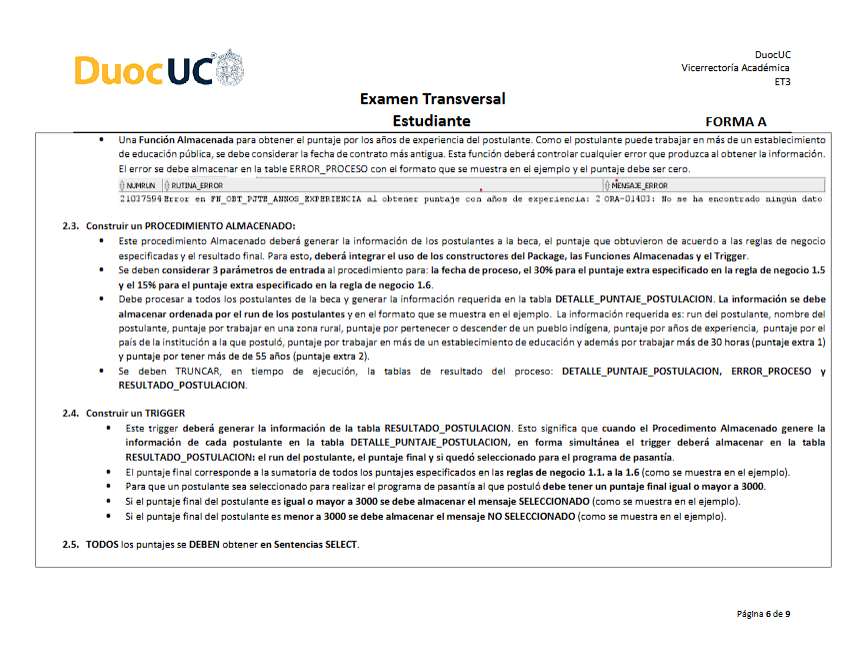 DuocUC
DuocUC
Vicerrectoría Académica
ET3
Examen Transversal
Estudiante
FORMA A
• Una Función Almacenada para obtener el puntaje por los años de experiencia del postulante. Como el postulante puede trabajar en más de un establecimiento
de educación pública, se debe considerar la fecha de contrato más antigua. Esta función deberá controlar cualquier error que produzca al obtener la información.
El error se debe almacenar en la table ERROR_PROCESO con el formato que se muestra en el ejemplo y el puntaje debe ser cero.
NUMRUN RUTINA_ERROR MENSAJE_ERROR
21037594 Error en FN_OBT_PJTE_ANNOS_EXPERIENCIA al obtener puntaje con años de experiencia: 2 ORA-01403: No se ha encontrado ningún dato
2.3. Construir un PROCEDIMIENTO ALMACENADO:
• Este procedimiento Almacenado deberá generar la información de los postulantes a la beca, el puntaje que obtuvieron de acuerdo a las reglas de negocio
especificadas y el resultado final. Para esto, deberá integrar el uso de los constructores del Package, las Funciones Almacenadas y el Trigger.
• Se deben considerar 3 parámetros de entrada al procedimiento para: la fecha de proceso, el 30% para el puntaje extra especificado en la regla de negocio 1.5
y el 15% para el puntaje extra especificado en la regla de negocio 1.6.
• Debe procesar a todos los postulantes de la beca y generar la información requerida en la tabla DETALLE_PUNTAJE_POSTULACION. La información se debe
almacenar ordenada por el run de los postulantes y en el formato que se muestra en el ejemplo. La información requerida es: run del postulante, nombre del
postulante, puntaje por trabajar en una zona rural, puntaje por pertenecer o descender de un pueblo indígena, puntaje por años de experiencia, puntaje por el
país de la institución a la que postuló, puntaje por trabajar en más de un establecimiento de educación y además por trabajar más de 30 horas (puntaje extra 1)
y puntaje por tener más de de 55 años (puntaje extra 2).
• Se deben TRUNCAR, en tiempo de ejecución, la tablas de resultado del proceso: DETALLE_PUNTAJE_POSTULACION, ERROR_PROCESO y
RESULTADO_POSTULACION.
2.4. Construir un TRIGGER
• Este trigger deberá generar la información de la tabla RESULTADO_POSTULACION. Esto significa que cuando el Procedimento Almacenado genere la
información de cada postulante en la tabla DETALLE_PUNTAJE_POSTULACION, en forma simultánea el trigger deberá almacenar en la tabla
RESULTADO_POSTULACION: el run del postulante, el puntaje final y si quedó seleccionado para el programa de pasantía.
• El puntaje final corresponde a la sumatoria de todos los puntajes especificados en las reglas de negocio 1.1. a la 1.6 (como se muestra en el ejemplo).
• Para que un postulante sea seleccionado para realizar el programa de pasantía al que postuló debe tener un puntaje final igual o mayor a 3000.
• Si el puntaje final del postulante es igual o mayor a 3000 se debe almacenar el mensaje SELECCIONADO (como se muestra en el ejemplo).
• Si el puntaje final del postulante es menor a 3000 se debe almacenar el mensaje NO SELECCIONADO (como se muestra en el ejemplo).
2.5. TODOS los puntajes se DEBEN obtener en Sentencias SELECT.
Página 6 de 9